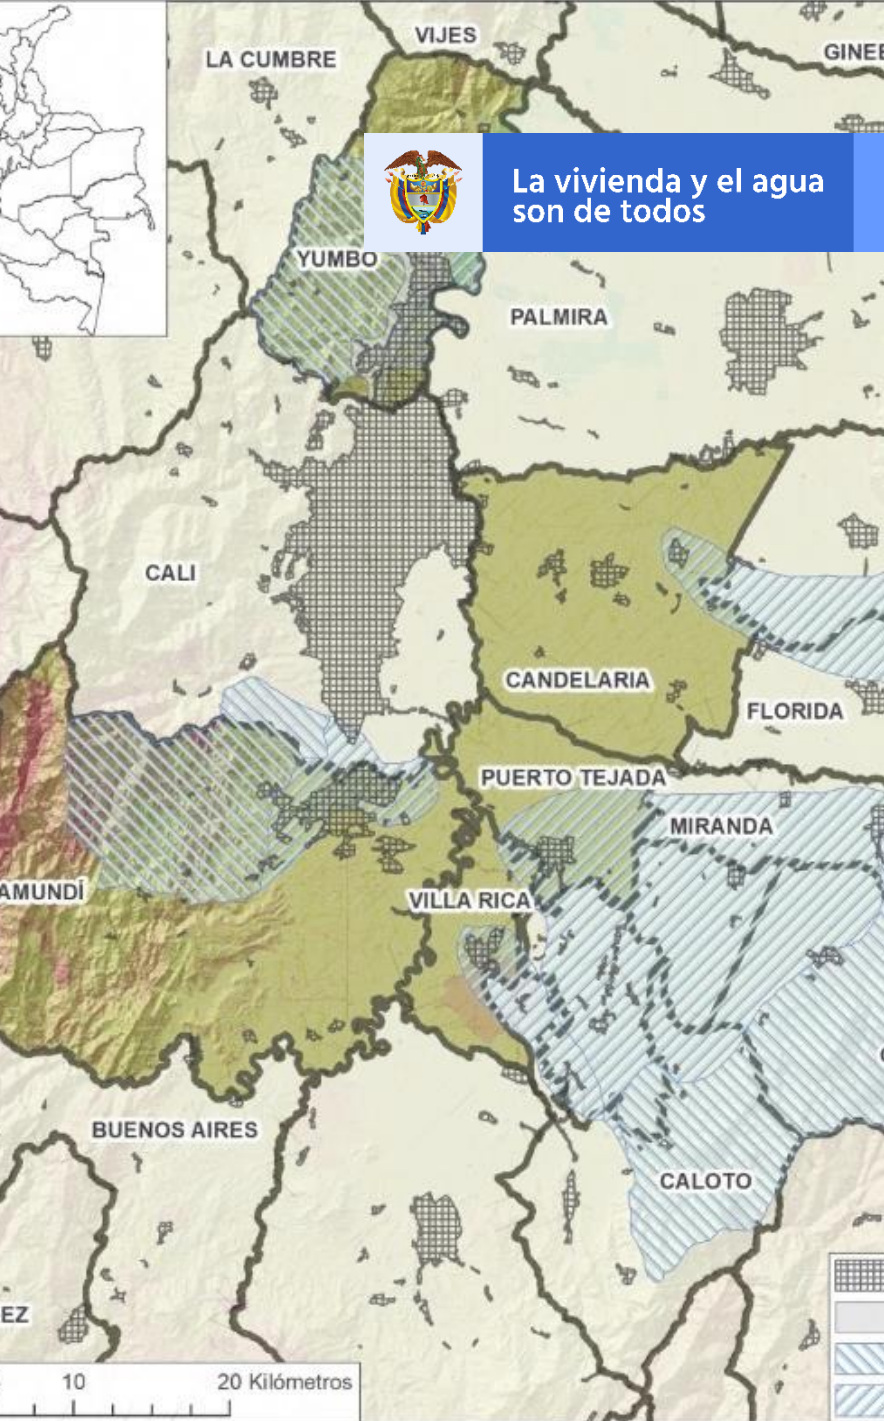 VIJES
LA CUMBRE
La vivienda y el agua
son de todos
YUMBO
PALMIRA
CALI
CANDELARIA
FLORIDA
PUERTO TEJADA
MIRANDA
AMUNDÍ
VILLA RICA
BUENOS AIRES
CALOTO
EZ
10
20 Kilómetros